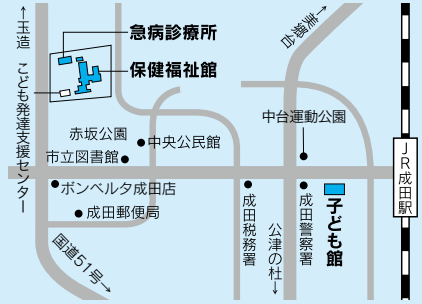 ←玉造
急病診療所
美郷台→
保健福祉館
こども発達支援センター
赤坂公園
中央公民館
中台運動公園
市立図書館
JR成田駅
ボンベルタ成田店
成田郵便局
成田税務署
成田警察署
子ども館
公津の杜→
国道51号→